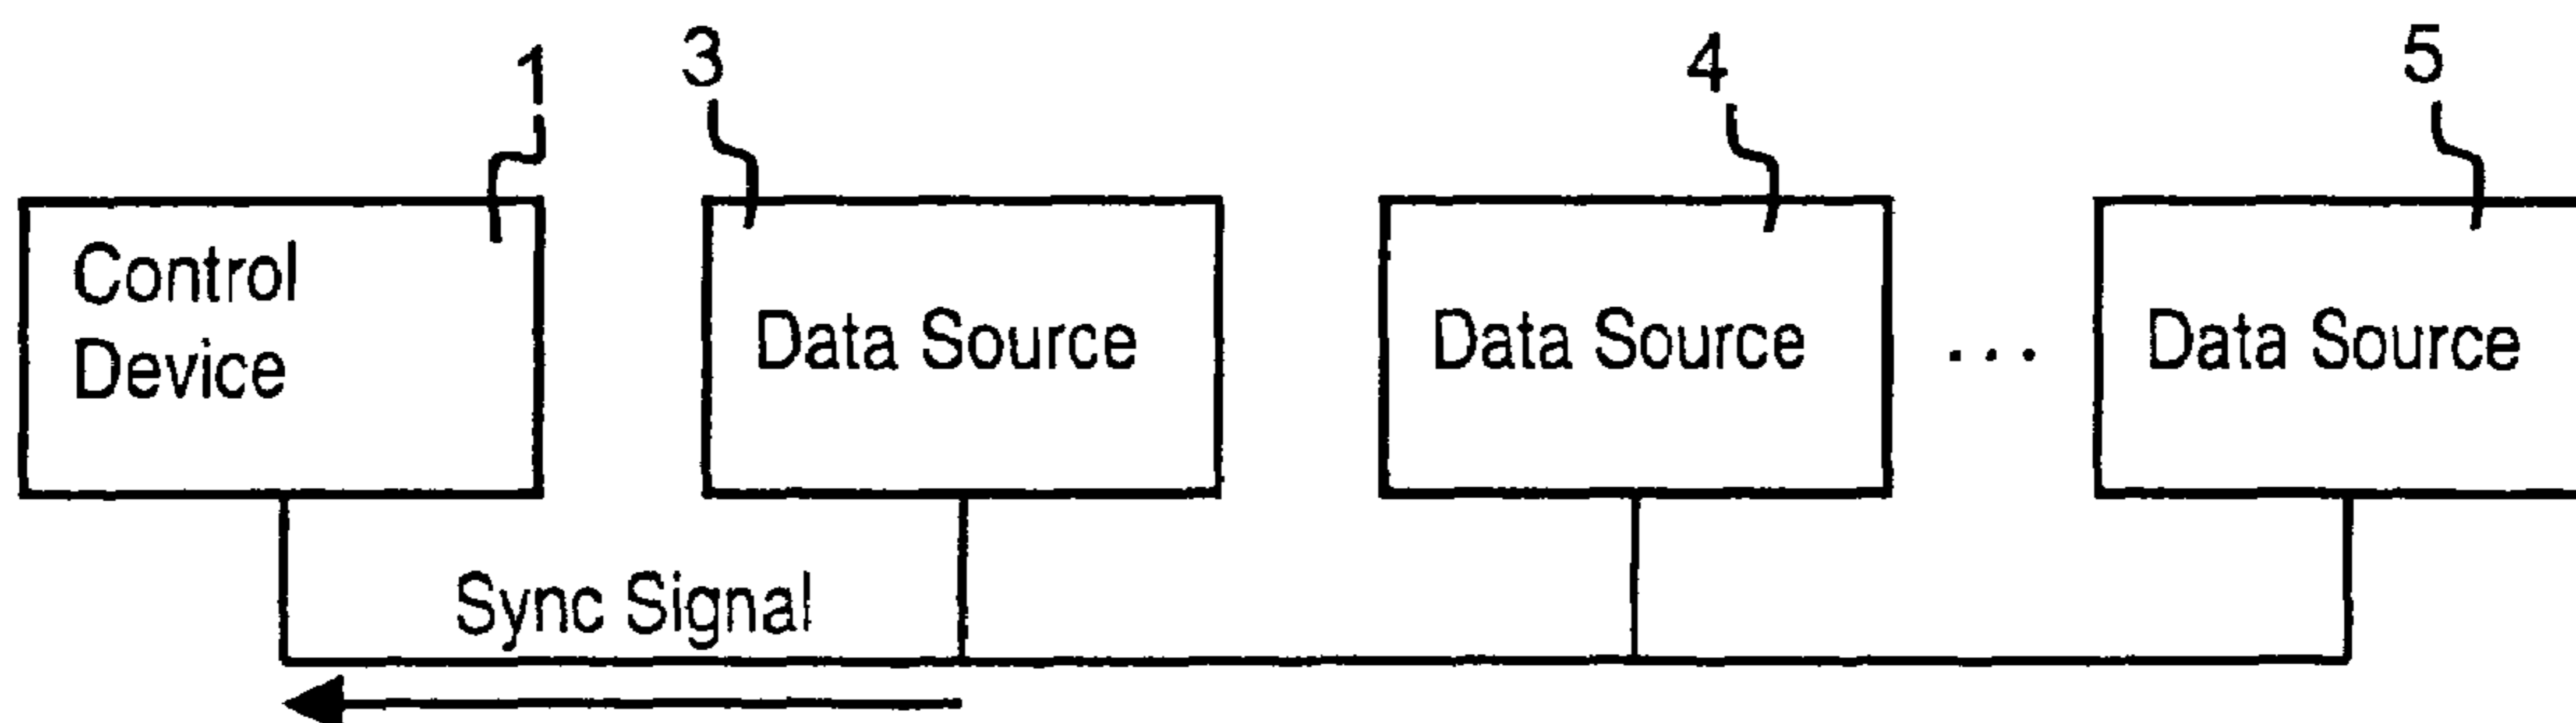 1
3
4
5
Control
Device
Data Source
Data Source
...
Data Source
Sync Signal